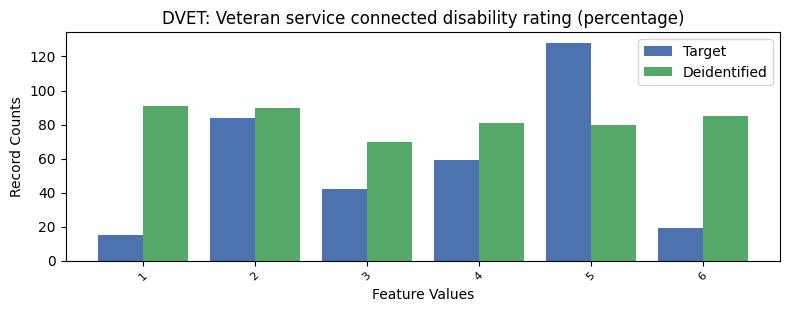 DVET: Veteran service connected disability rating (percentage)
Target
Deidentified
Record Counts
120
100
80
60
40
20
0
1 2 3 4 5 6
Feature Values